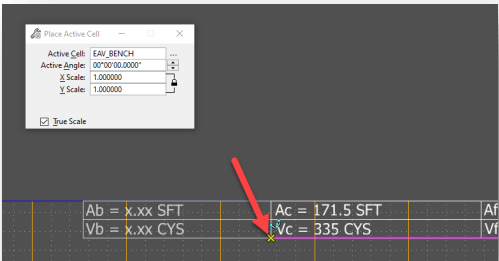 Place Active Cell
Active Cell: EAV_BENCH ...
Active Angle: 00°00'00.0000"
X Scale: 1.000000
Y Scale: 1.000000
True Scale
Ab = x.xx SFT Ac = 171.5 SFT Af
Vb = x.xx CYS Vc = 335 CYS Vf